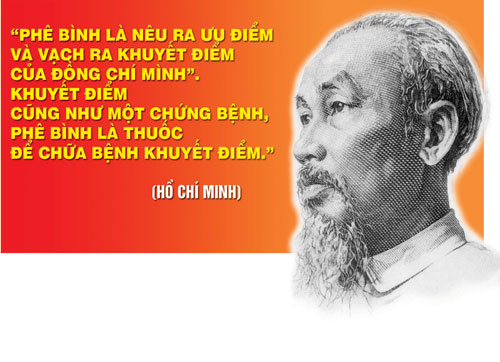 “PHÊ BÌNH LÀ NÊU RA ƯU ĐIỂM
VÀ VẠCH RA KHUYẾT ĐIỂM
CỦA ĐỒNG CHÍ MÌNH”.
KHUYẾT ĐIỂM
CŨNG NHƯ MỘT CHỨNG BỆNH,
PHÊ BÌNH LÀ THUỐC
ĐỂ CHỮA BỆNH KHUYẾT ĐIỂM.”
(HỒ CHÍ MINH)